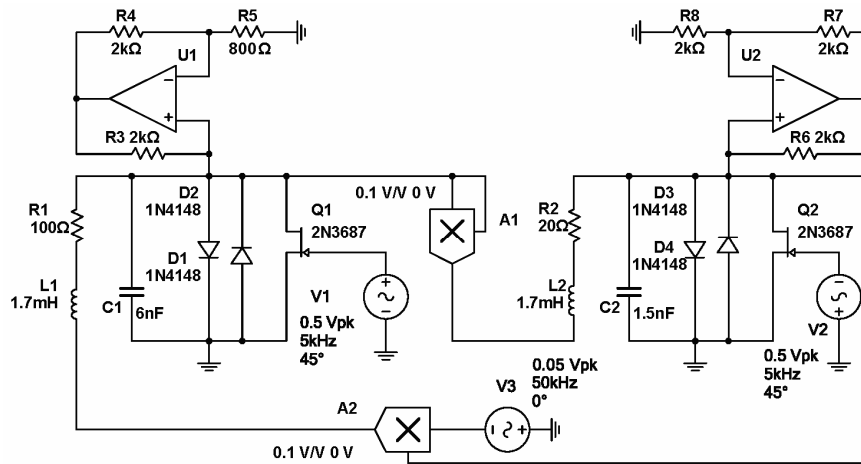 R4
2kΩ
R5
800Ω
U1
R3 2kΩ
R8
2kΩ
R7
2kΩ
U2
R6 2kΩ
R1
100Ω
L1
1.7mH
C1
6nF
D2
1N4148
D1
1N4148
Q1
2N3687
V1
0.5 Vpk
5kHz
45°
0.1 V/V 0 V
A1
R2
20Ω
L2
1.7mH
C2
1.5nF
D3
1N4148
D4
1N4148
Q2
2N3687
V2
0.5 Vpk
5kHz
45°
V3
0.05 Vpk
50kHz
0°
A2
0.1 V/V 0 V